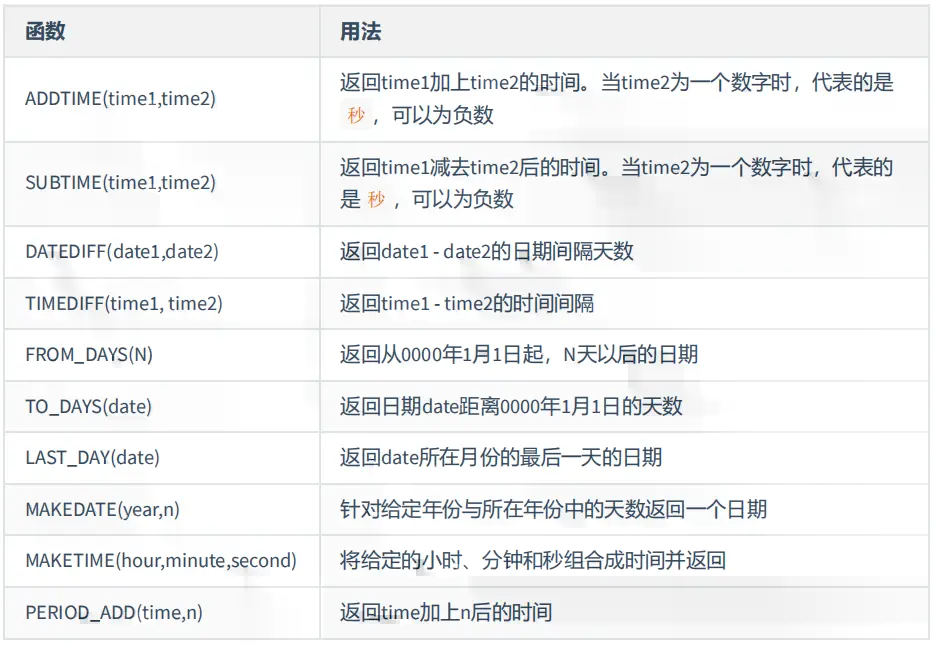 函数 用法
ADDTIME(time1,time2) 返回time1加上time2的时间。当time2为一个数字时，代表的是
秒，可以为负数
SUBTIME(time1,time2) 返回time1减去time2后的时间。当time2为一个数字时，代表的
是 秒，可以为负数
DATEDIFF(date1,date2) 返回date1 - date2的日期间隔天数
TIMEDIFF(time1, time2) 返回time1 - time2的时间间隔
FROM_DAYS(N) 返回从0000年1月1日起，N天以后的日期
TO_DAYS(date) 返回日期date距离0000年1月1日的天数
LAST_DAY(date) 返回date所在月份的最后一天的日期
MAKEDATE(year,n) 针对给定年份与所在年份中的天数返回一个日期
MAKETIME(hour,minute,second) 将给定的小时、分钟和秒组合成时间并返回
PERIOD_ADD(time,n) 返回time加上n后的时间